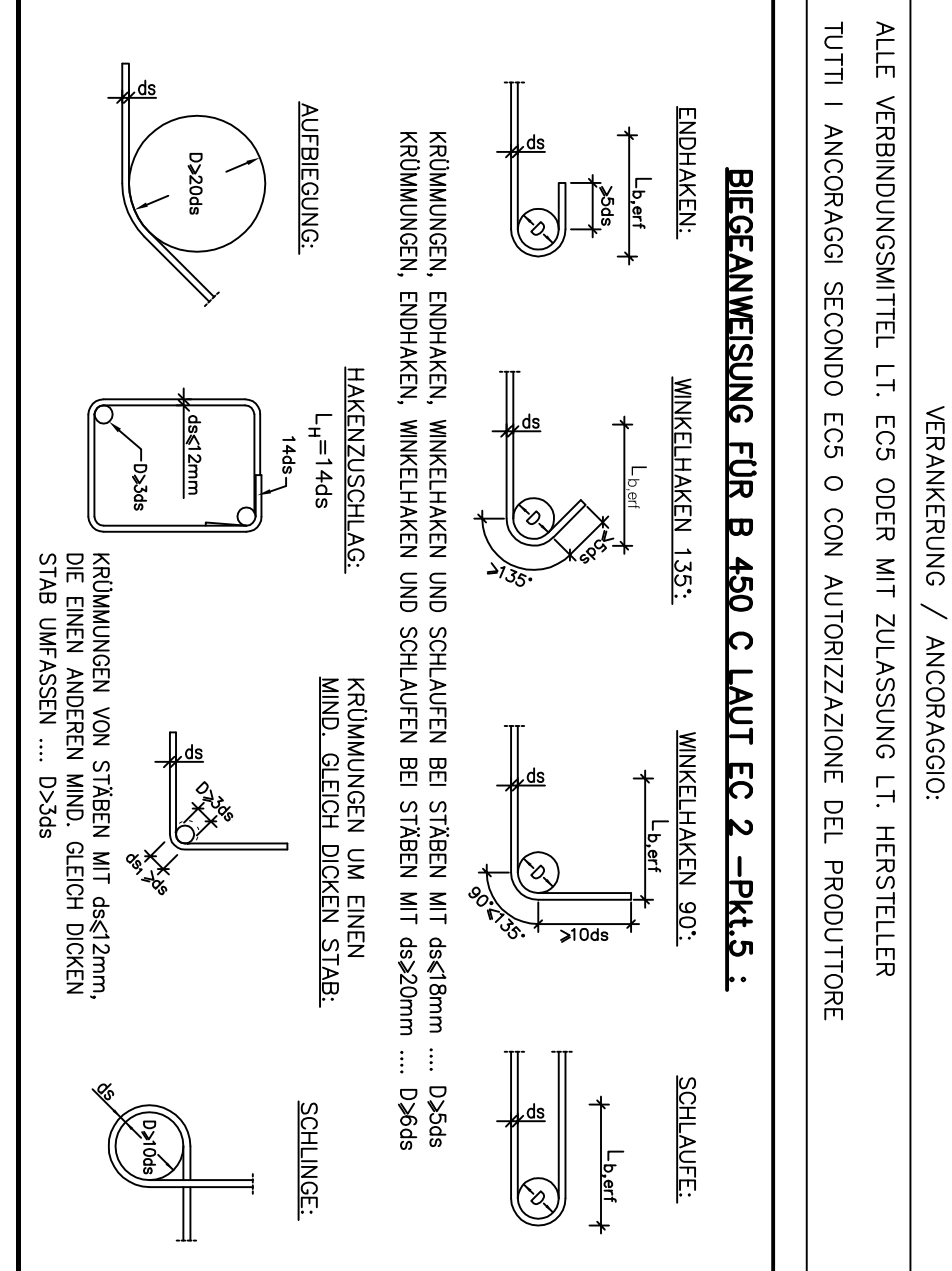 VERANKERUNG / ANCORAGGIO:
ALLE VERBINDUNGSMITTEL LT. EC5 ODER MIT ZULASSUNG LT. HERSTELLER
TUTTI I ANCORAGGI SECONDO EC5 O CON AUTORIZZAZIONE DEL PRODUTTORE
BIEGEANWEISUNG FÜR B 450 C LAUT EC 2 –Pkt.5 :
ENDHAKEN:
L b,erf
≥5ds
ds
D
WINKELHAKEN 135°:
L b,erf
≥5ds
ds
D
≥135°
WINKELHAKEN 90°:
L b,erf
ds
D
≥10ds
90°≤135°
SCHLAUFE:
L b,erf
ds
D
KRÜMMUNGEN, ENDHAKEN, WINKELHAKEN UND SCHLAUFEN BEI STÄBEN MIT ds≤18mm .... D≥5ds
KRÜMMUNGEN, ENDHAKEN, WINKELHAKEN UND SCHLAUFEN BEI STÄBEN MIT ds≥20mm .... D≥6ds
AUFBIEGUNG:
ds
D≥20ds
HAKENZUSCHLAG:
L H=14ds
14ds
ds≤12mm
D≥3ds
KRÜMMUNGEN UM EINEN
MIND. GLEICH DICKEN STAB:
ds
D≥3ds
ds₁≥ds
KRÜMMUNGEN VON STÄBEN MIT ds≤12mm,
DIE EINEN ANDEREN MIND. GLEICH DICKEN
STAB UMFASSEN .... D>3ds
SCHLINGE:
ds
D≥10ds